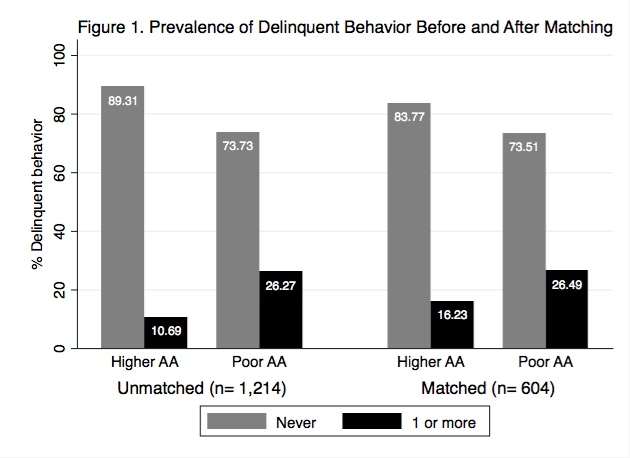 Figure 1. Prevalence of Delinquent Behavior Before and After Matching
% Delinquent behavior
100
80
60
40
20
0
89.31
10.69
73.73
26.27
83.77
16.23
73.51
26.49
Higher AA
Poor AA
Higher AA
Poor AA
Unmatched (n= 1,214)
Matched (n= 604)
Never
1 or more